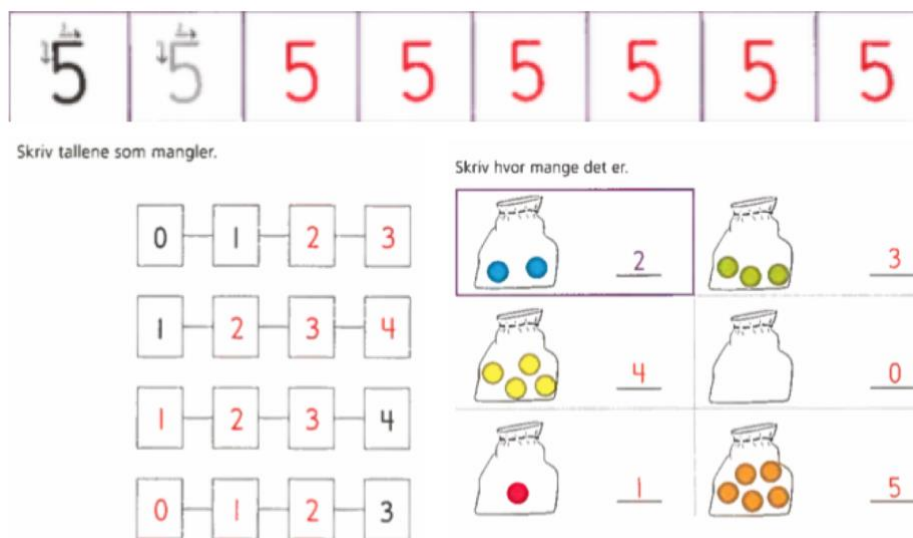 5 5 5 5 5 5 5 5
Skriv tallene som mangler.
0 1 2 3
1 2 3 4
1 2 3 4
0 1 2 3
Skriv hvor mange det er.
2 3
4 0
1 5